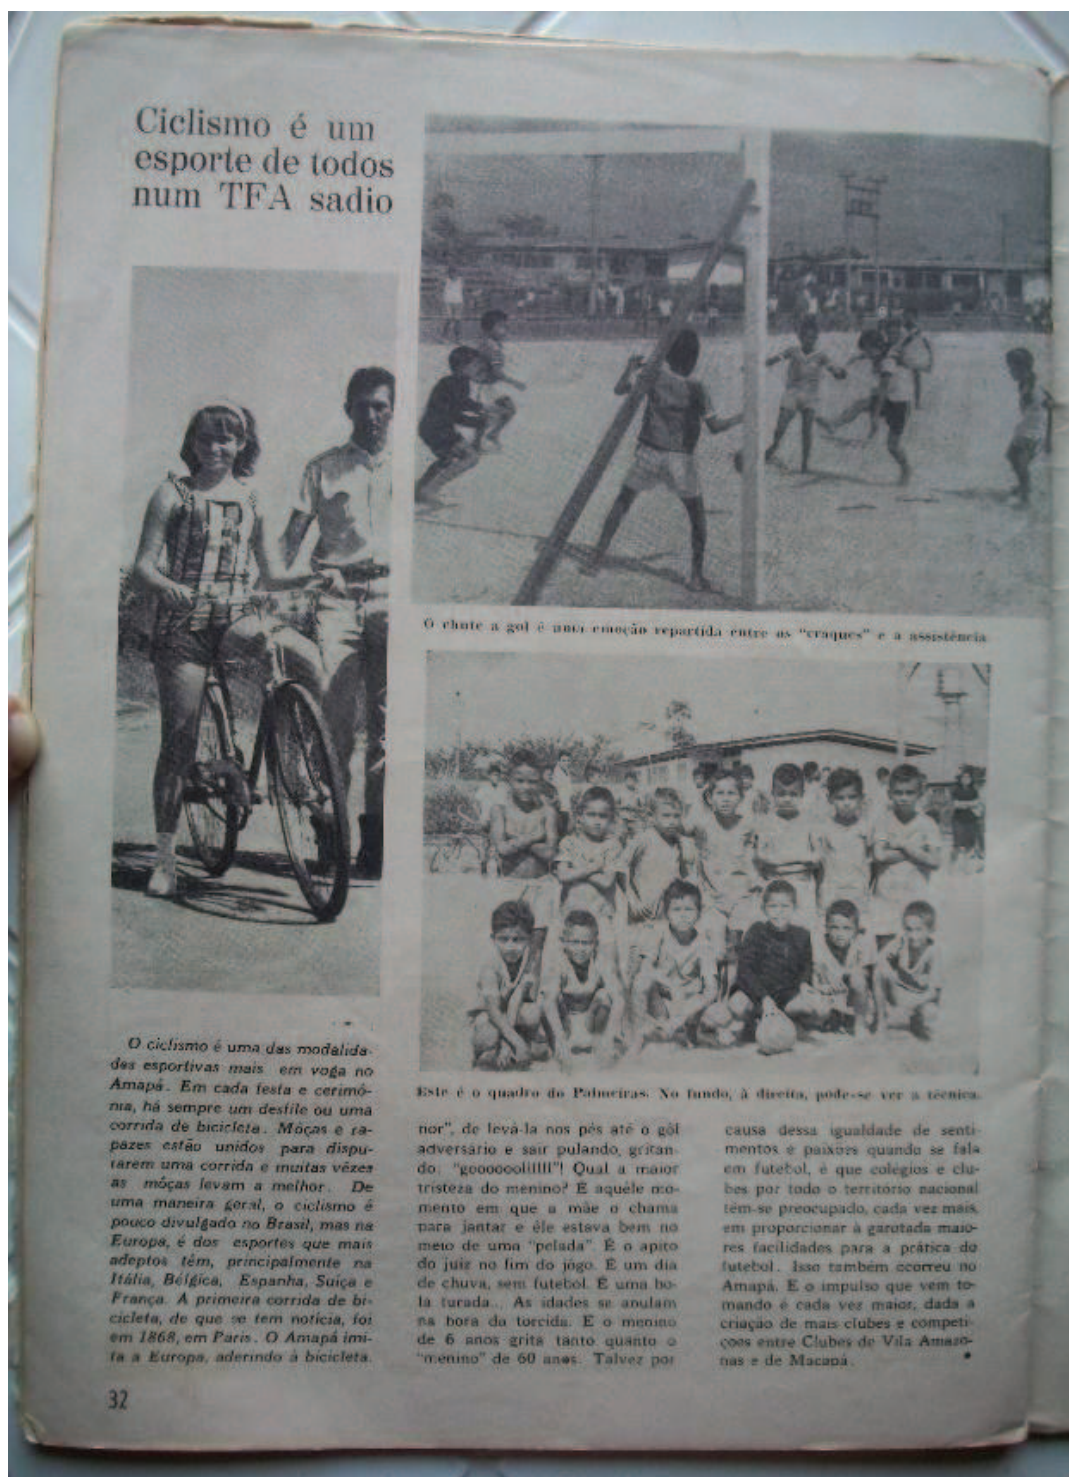 Ciclismo é um
esporte de todos
num TFA sadio
O chute a gol é uma emoção repartida entre os "craques" e a assistência
Este é o quadro do Palmeiras. No fundo, à direita, pode-se ver a técnica.
O ciclismo é uma das modalida-
des esportivas mais em voga no
Amapá. Em cada festa e cerimô-
nia, há sempre um desfile ou uma
corrida de bicicleta. Môças e ra-
pazes estão unidos para dispu-
tarem uma corrida e muitas vêzes
as môças levam a melhor. De
uma maneira geral, o ciclismo é
pouco divulgado no Brasil, mas na
Europa, é dos esportes que mais
adeptos têm, principalmente na
Itália, Bélgica, Espanha, Suíça e
França. A primeira corrida de bi-
cicleta, de que se tem notícia, foi
em 1868, em Paris. O Amapá imi-
ta a Europa, aderindo à bicicleta.
nor", de levá-la nos pés até o gôl
adversário e sair pulando, gritan-
do: "goooooolllll"! Qual a maior
tristeza do menino? É aquêle mo-
mento em que a mãe o chama
para jantar e êle estava bem no
meio de uma "pelada". É o apito
do juiz no fim do jôgo. É um dia
de chuva, sem futebol. É uma bo-
la furada... As idades se anulam
na hora da torcida. E o menino
de 6 anos grita tanto quanto o
"menino" de 60 anos. Talvez por
causa dessa igualdade de senti-
mentos e paixões quando se fala
em futebol, é que colégios e clu-
bes por todo o território nacional
têm-se preocupado, cada vez mais,
em proporcionar à garotada maio-
res facilidades para a prática do
futebol. Isso também ocorreu no
Amapá. E o impulso que vem to-
mando é cada vez maior, dada a
criação de mais clubes e competi-
ções entre Clubes de Vila Amazo-
nas e de Macapá.
32